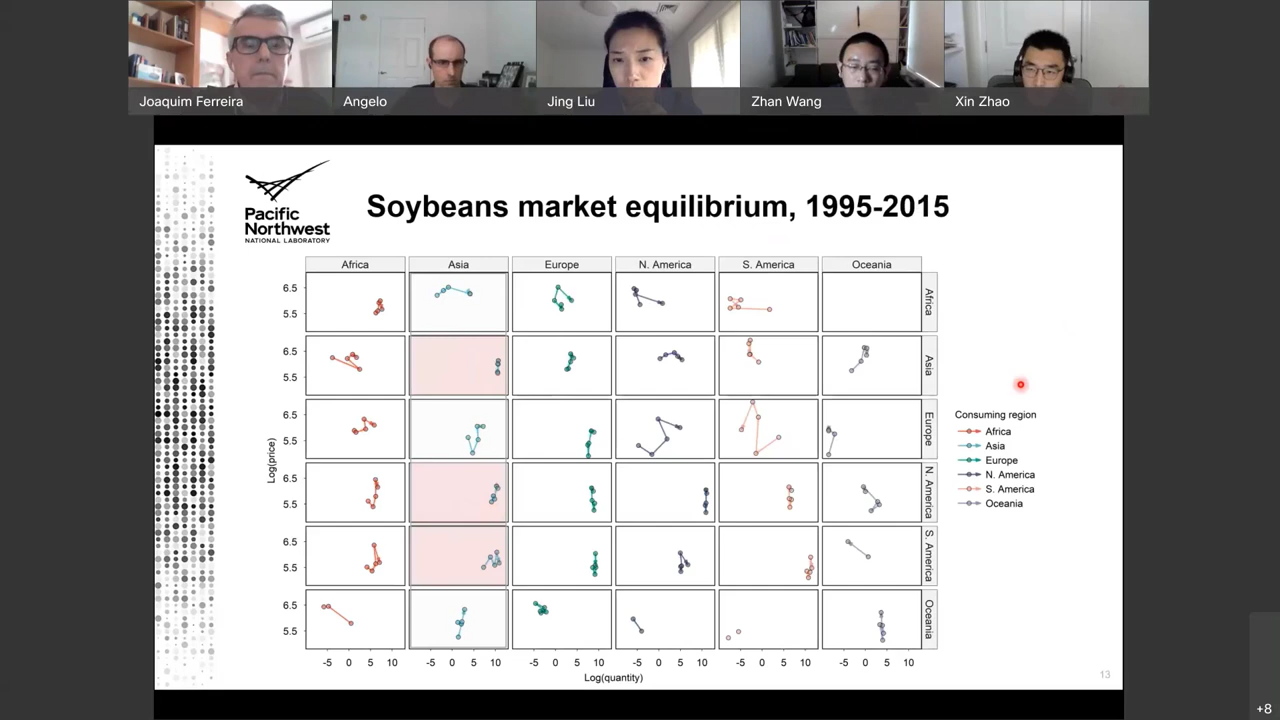 Joaquim Ferreira
Angelo
Jing Liu
Zhan Wang
Xin Zhao
Pacific
Northwest
NATIONAL LABORATORY
Soybeans market equilibrium, 1995-2015
Africa Asia Europe N. America S. America Oceania
6.5
5.5
Africa
6.5
5.5
Asia
6.5
5.5
Europe
6.5
5.5
N. America
6.5
5.5
S. America
6.5
5.5
Oceania
Log(price)
-5 0 5 10 -5 0 5 10 -5 0 5 10 -5 0 5 10 -5 0 5 10 -5 0 5 10
Log(quantity)
Consuming region
Africa
Asia
Europe
N. America
S. America
Oceania
13
+8